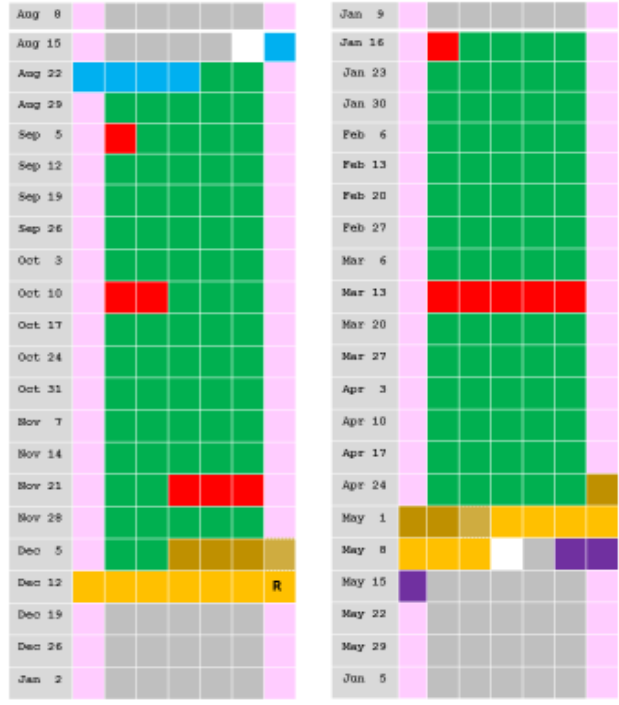 Aug 8
Aug 15
Aug 22
Aug 29
Sep 5
Sep 12
Sep 19
Sep 26
Oct 3
Oct 10
Oct 17
Oct 24
Oct 31
Nov 7
Nov 14
Nov 21
Nov 28
Dec 5
Dec 12 R
Dec 19
Dec 26
Jan 2
Jan 9
Jan 16
Jan 23
Jan 30
Feb 6
Feb 13
Feb 20
Feb 27
Mar 6
Mar 13
Mar 20
Mar 27
Apr 3
Apr 10
Apr 17
Apr 24
May 1
May 8
May 15
May 22
May 29
Jun 5